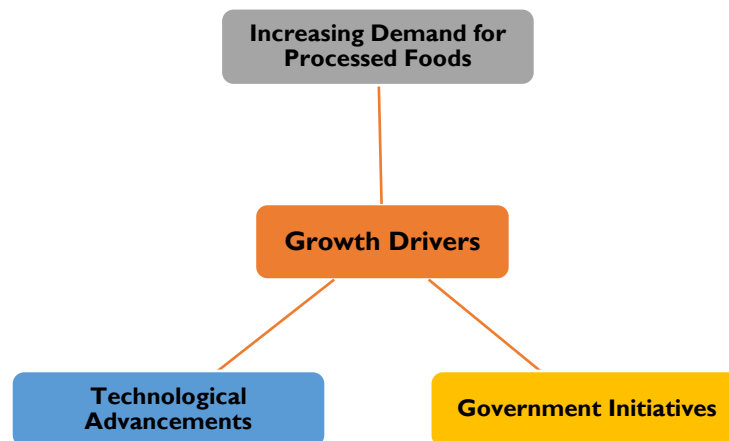 Increasing Demand for
Processed Foods
Growth Drivers
Technological
Advancements
Government Initiatives